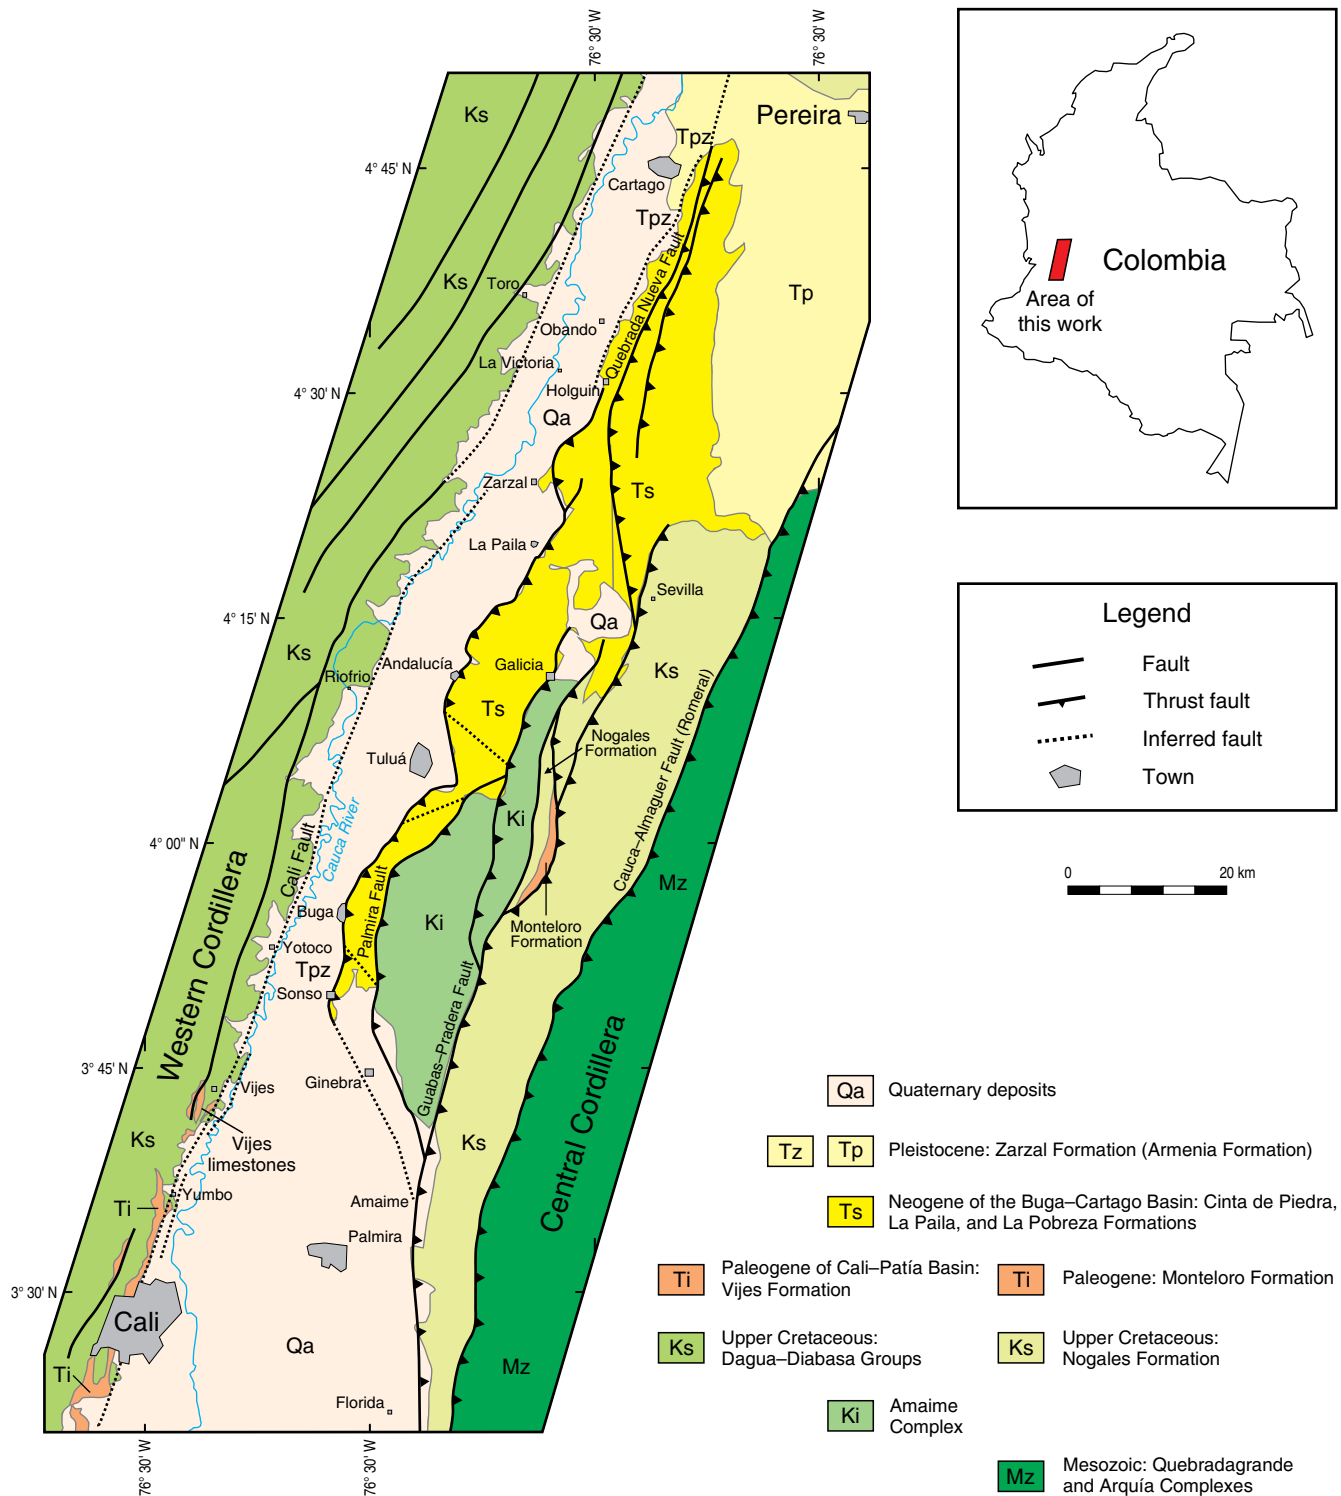 76° 30' W
76° 30' W
Ks
Pereira
Tpz
4° 45' N
Cartago
Tpz
Ks
Toro
Tp
Obando
Quebrada Nueva Fault
La Victoria
4° 30' N
Holguin
Qa
Zarzal
Ts
La Paila
Sevilla
4° 15' N
Qa
Ks
Andalucía
Galicia
Ks
Riofrio
Ts
Nogales
Formation
Tuluá
Cauca–Almaguer Fault (Romeral)
Ki
4° 00" N
Cali Fault
Cauca River
Mz
Western Cordillera
Palmira Fault
Buga
Ki
Monteloro
Formation
Yotoco
Tpz
Sonso
Guabas–Pradera Fault
3° 45' N
Ginebra
Vijes
Central Cordillera
Ks
Vijes
limestones
Ks
Yumbo
Ti
Amaime
Palmira
3° 30' N
Cali
Qa
Mz
Ti
Florida
76° 30' W
76° 30' W
Colombia
Area of
this work
Legend
Fault
Thrust fault
Inferred fault
Town
0
20 km
Qa
Quaternary deposits
Tz
Tp
Pleistocene: Zarzal Formation (Armenia Formation)
Ts
Neogene of the Buga–Cartago Basin: Cinta de Piedra,
La Paila, and La Pobreza Formations
Ti
Paleogene of Cali–Patía Basin:
Vijes Formation
Ti
Paleogene: Monteloro Formation
Ks
Upper Cretaceous:
Dagua–Diabasa Groups
Ks
Upper Cretaceous:
Nogales Formation
Ki
Amaime
Complex
Mz
Mesozoic: Quebradagrande
and Arquía Complexes